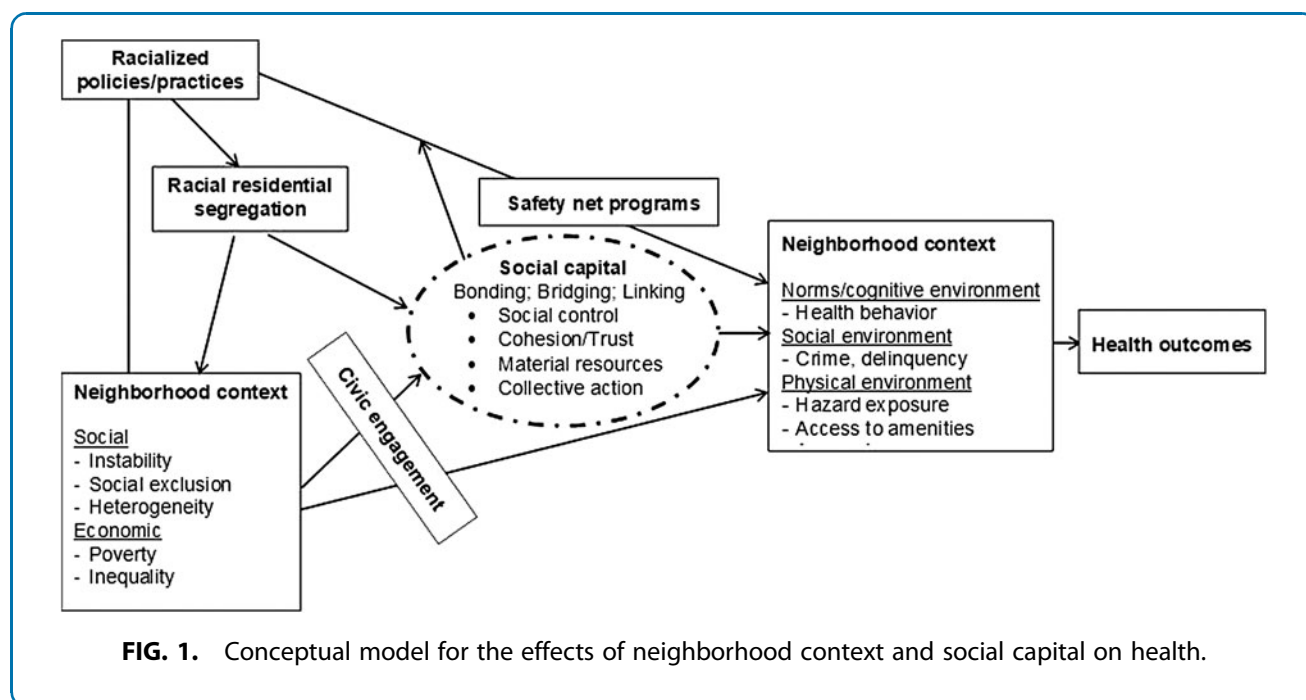 Racialized
policies/practices
Racial residential
segregation
Safety net programs
Social capital
Bonding; Bridging; Linking
• Social control
• Cohesion/Trust
• Material resources
• Collective action
Civic engagement
Neighborhood context
Social
- Instability
- Social exclusion
- Heterogeneity
Economic
- Poverty
- Inequality
Neighborhood context
Norms/cognitive environment
- Health behavior
Social environment
- Crime, delinquency
Physical environment
- Hazard exposure
- Access to amenities
Health outcomes
FIG. 1. Conceptual model for the effects of neighborhood context and social capital on health.